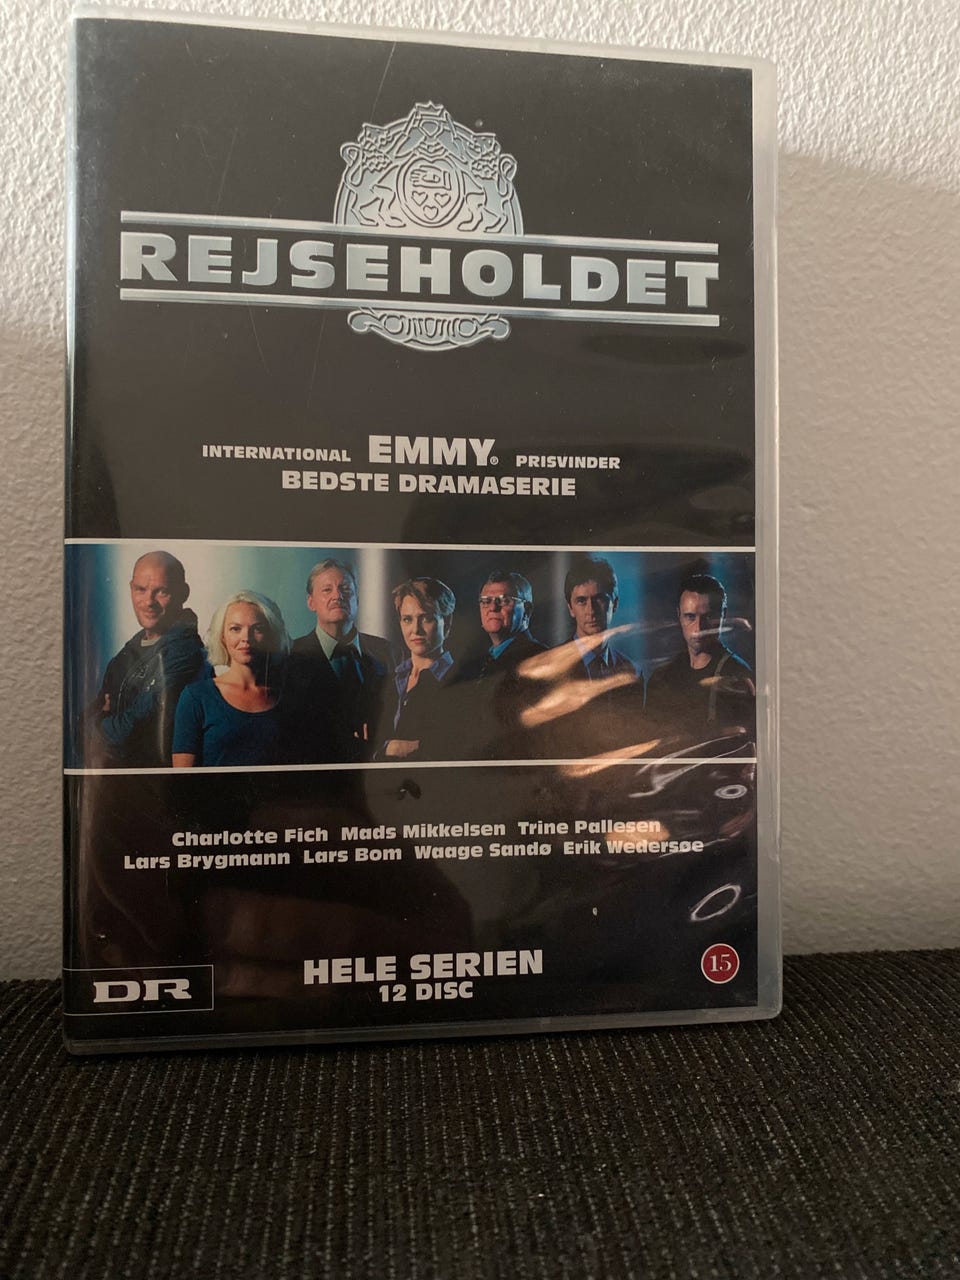 REJSEHOLDET
INTERNATIONAL EMMY® PRISVINDER
BEDSTE DRAMASERIE
Charlotte Fich Mads Mikkelsen Trine Pallesen
Lars Brygmann Lars Bom Waage Sandø Erik Wedersøe
HELE SERIEN
12 DISC
DR
15